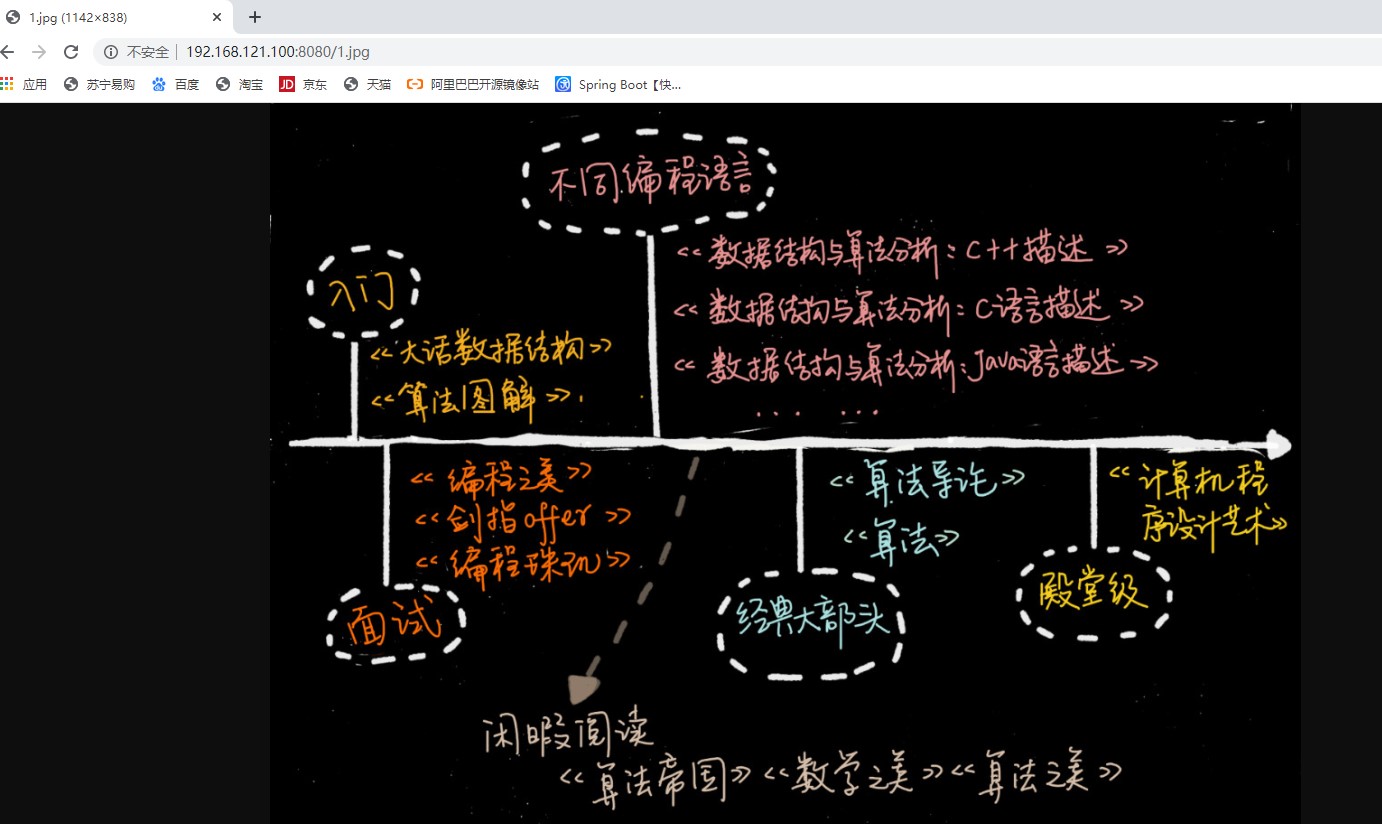 1.jpg (1142×838)
不安全 | 192.168.121.100:8080/1.jpg
应用 苏宁易购 百度 淘宝 JD 京东 天猫 阿里巴巴开源镜像站 Spring Boot【快...
不同编程语言
<<数据结构与算法分析:C++描述>>
<<数据结构与算法分析:C语言描述>>
<<数据结构与算法分析:Java语言描述>>
... ...
入门
<<大话数据结构>>
<<算法图解>>.
<<编程之美>>
<<剑指offer>>
<<编程珠玑>>
面试
<<算法导论>>
<<算法>>
经典大部头
<<计算机程
序设计艺术>>
殿堂级
闲暇阅读
<<算法帝国>> <<数学之美>> <<算法之美>>